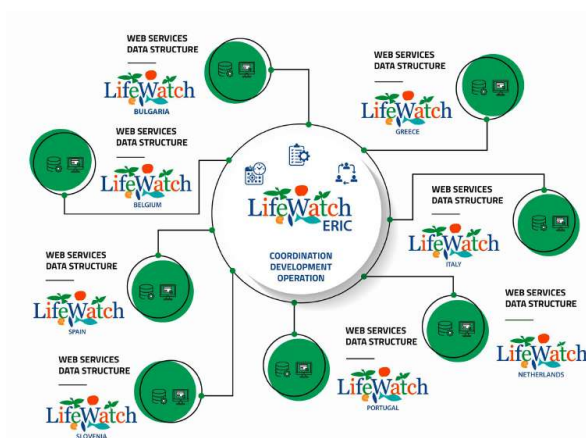 WEB SERVICES
DATA STRUCTURE
LifeWatch
BULGARIA
WEB SERVICES
DATA STRUCTURE
LifeWatch
GREECE
WEB SERVICES
DATA STRUCTURE
LifeWatch
BELGIUM
LifeWatch
ERIC
COORDINATION
DEVELOPMENT
OPERATION
WEB SERVICES
DATA STRUCTURE
LifeWatch
ITALY
WEB SERVICES
DATA STRUCTURE
LifeWatch
SPAIN
WEB SERVICES
DATA STRUCTURE
LifeWatch
NETHERLANDS
WEB SERVICES
DATA STRUCTURE
LifeWatch
PORTUGAL
WEB SERVICES
DATA STRUCTURE
LifeWatch
SLOVENIA